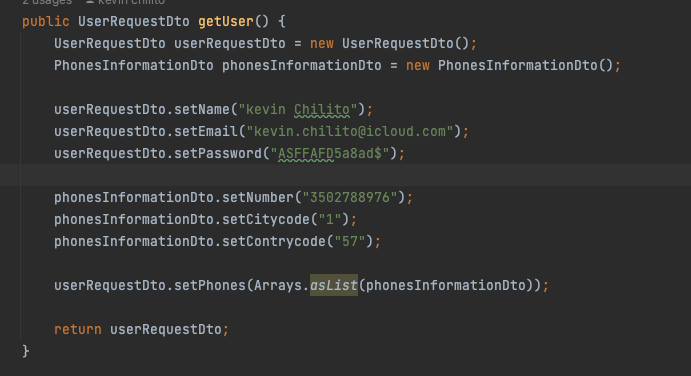 2 usages kevin chilito
public UserRequestDto getUser() {
UserRequestDto userRequestDto = new UserRequestDto();
PhonesInformationDto phonesInformationDto = new PhonesInformationDto();
userRequestDto.setName("kevin Chilito");
userRequestDto.setEmail("kevin.chilito@icloud.com");
userRequestDto.setPassword("ASFFAFD5a8ad$");
phonesInformationDto.setNumber("3502788976");
phonesInformationDto.setCitycode("1");
phonesInformationDto.setContrycode("57");
userRequestDto.setPhones(Arrays.asList(phonesInformationDto));
return userRequestDto;
}